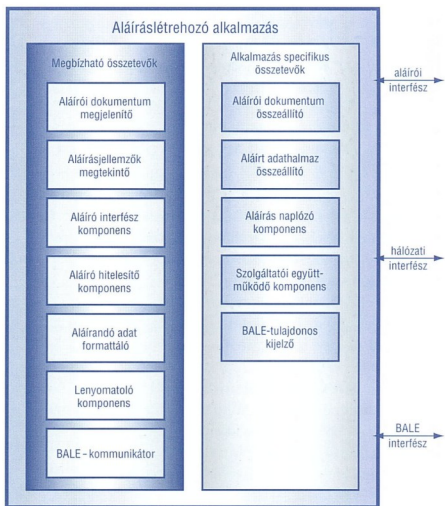 Aláíráslétrehozó alkalmazás
Megbízható összetevők
Aláírói dokumentum
megjelenítő
Aláírásjellemzők
megtekintő
Aláíró interfész
komponens
Aláíró hitelesítő
komponens
Aláírandó adat
formattáló
Lenyomatoló
komponens
BALE – kommunikátor
Alkalmazás specifikus
összetevők
Aláírói dokumentum
összeállító
Aláírt adathalmaz
összeállító
Aláírás naplózó
komponens
Szolgáltatói együtt-
működő komponens
BALE-tulajdonos
kijelző
aláírói
interfész
hálózati
interfész
BALE
interfész